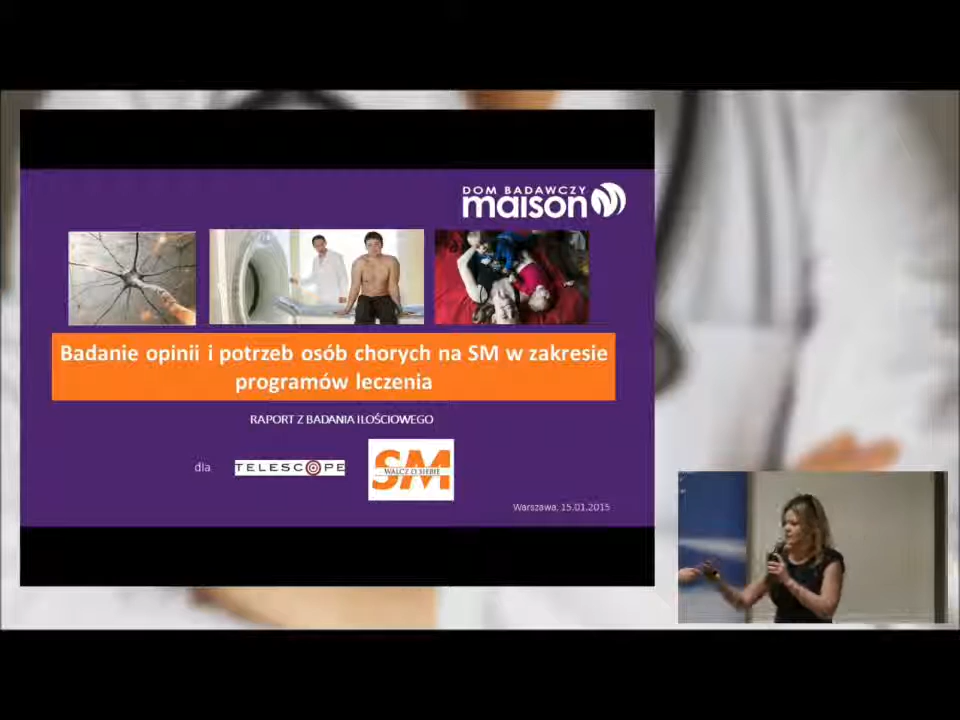 DOM BADAWCZY
maison
Badanie opinii i potrzeb osób chorych na SM w zakresie
programów leczenia
RAPORT Z BADANIA ILOŚCIOWEGO
dla
TELESCOPE
SM
WALCZ O SIEBIE
Warszawa, 15.01.2015